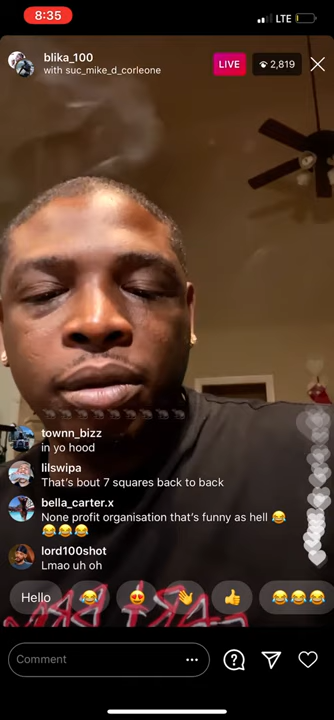 8:35
LTE
blika_100
with suc_mike_d_corleone
LIVE
2,819
townn_bizz
in yo hood
lilswipa
That's bout 7 squares back to back
bella_carter.x
None profit organisation that's funny as hell 😂
😂😂😂
lord100shot
Lmao uh oh
Hello
Comment